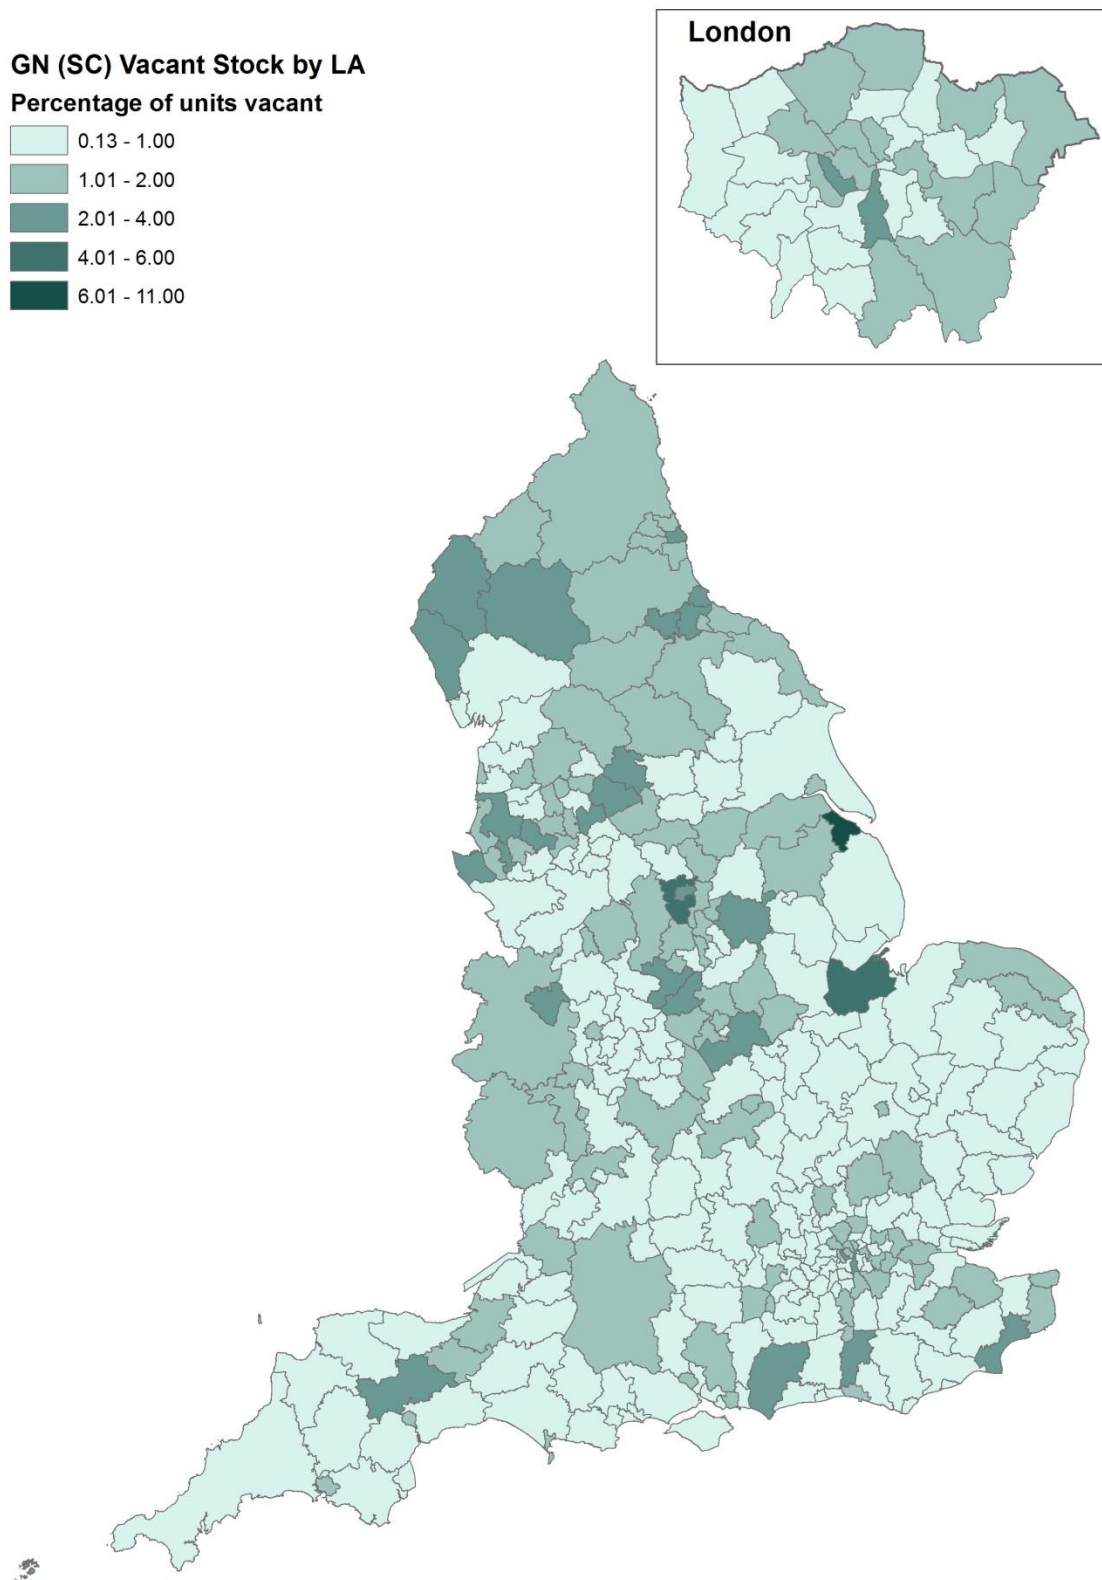 GN (SC) Vacant Stock by LA
Percentage of units vacant
0.13 - 1.00
1.01 - 2.00
2.01 - 4.00
4.01 - 6.00
6.01 - 11.00
London